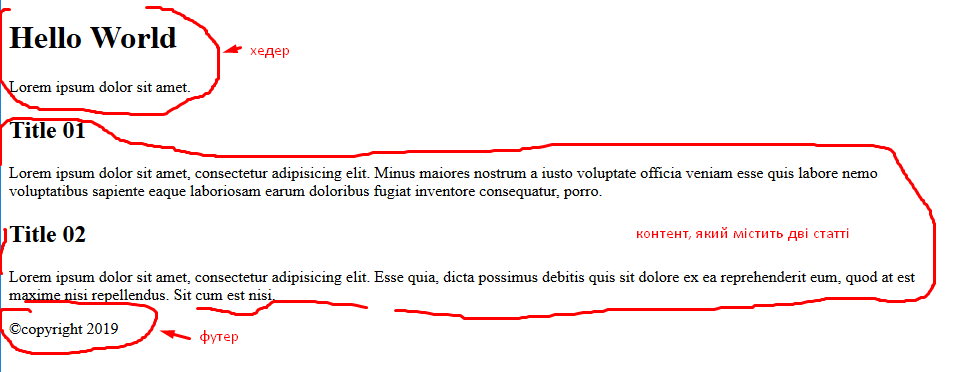 Hello World
хедер
Lorem ipsum dolor sit amet.
Title 01
Lorem ipsum dolor sit amet, consectetur adipisicing elit. Minus maiores nostrum a iusto voluptate officia veniam esse quis labore nemo
voluptatibus sapiente eaque laboriosam earum doloribus fugiat inventore consequatur, porro.
Title 02
контент, який містить дві статті
Lorem ipsum dolor sit amet, consectetur adipisicing elit. Esse quia, dicta possimus debitis quis sit dolore ex ea reprehenderit eum, quod at est
maxime nisi repellendus. Sit cum est nisi.
©copyright 2019
футер